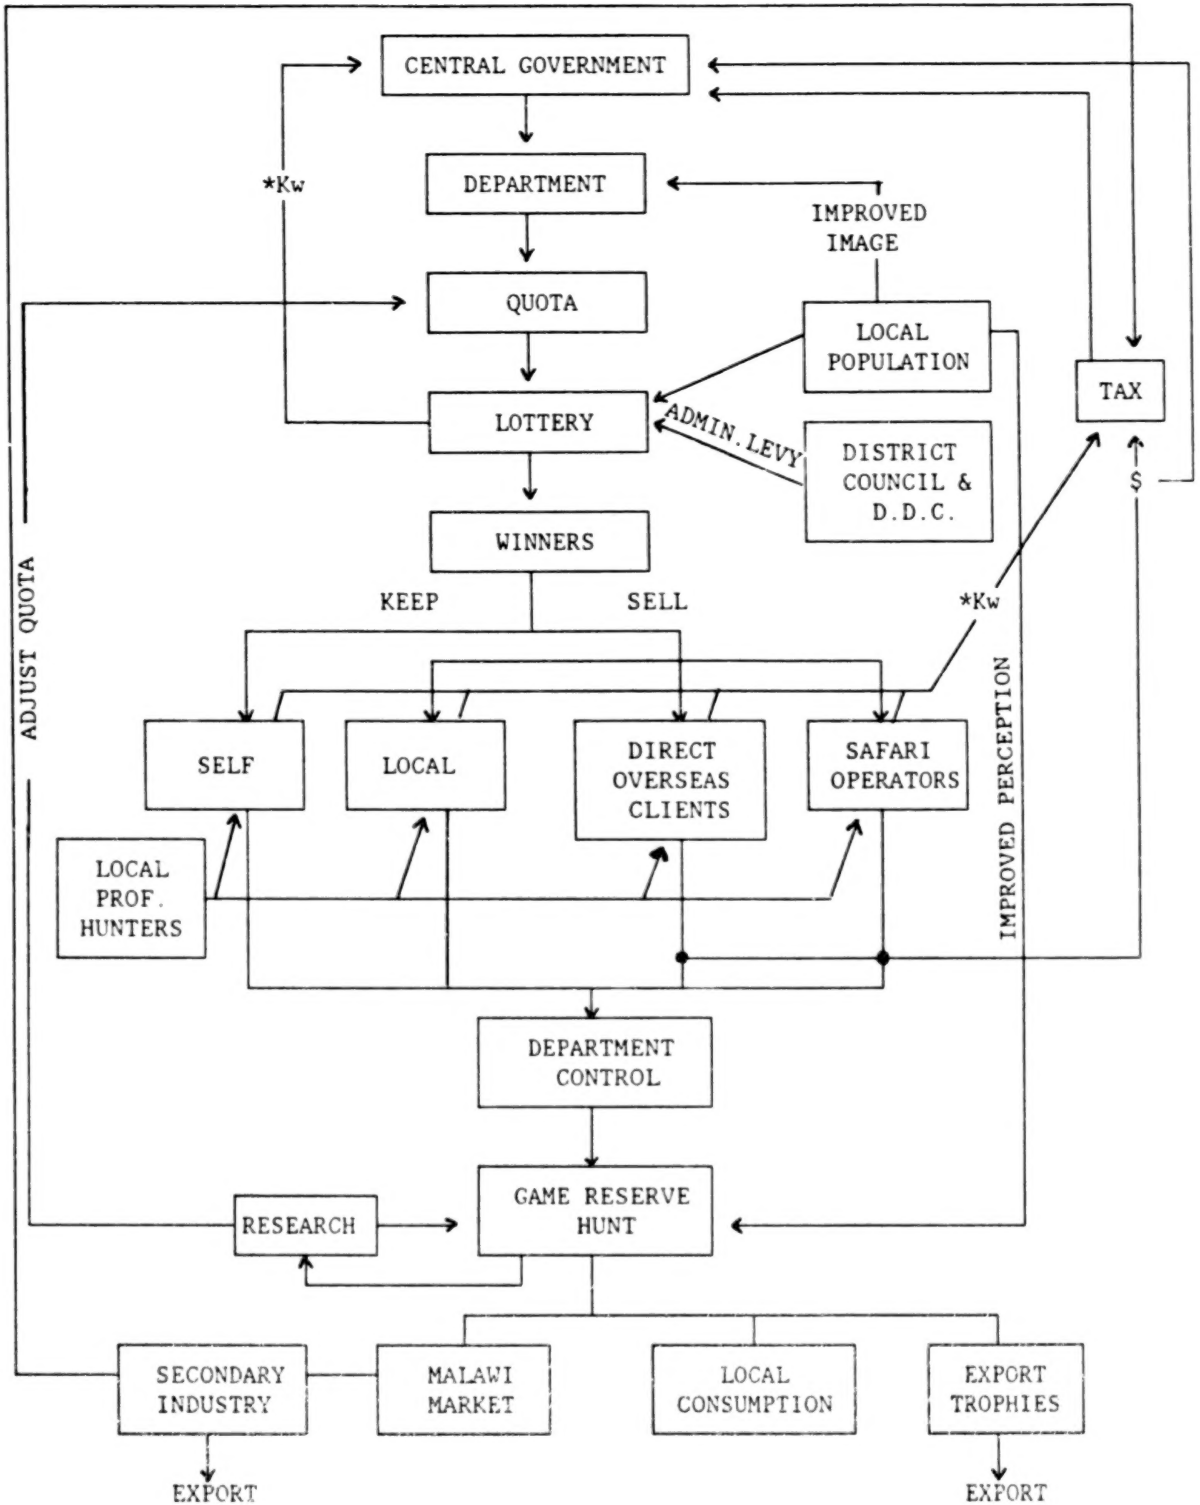 CENTRAL GOVERNMENT
*Kw
DEPARTMENT
IMPROVED
IMAGE
QUOTA
LOCAL
POPULATION
TAX
LOTTERY
ADMIN. LEVY
DISTRICT
COUNCIL &
D.D.C.
$
WINNERS
KEEP
SELL
*Kw
ADJUST QUOTA
SELF
LOCAL
DIRECT
OVERSEAS
CLIENTS
SAFARI
OPERATORS
IMPROVED PERCEPTION
LOCAL
PROF.
HUNTERS
DEPARTMENT
CONTROL
GAME RESERVE
HUNT
RESEARCH
SECONDARY
INDUSTRY
MALAWI
MARKET
LOCAL
CONSUMPTION
EXPORT
TROPHIES
EXPORT
EXPORT